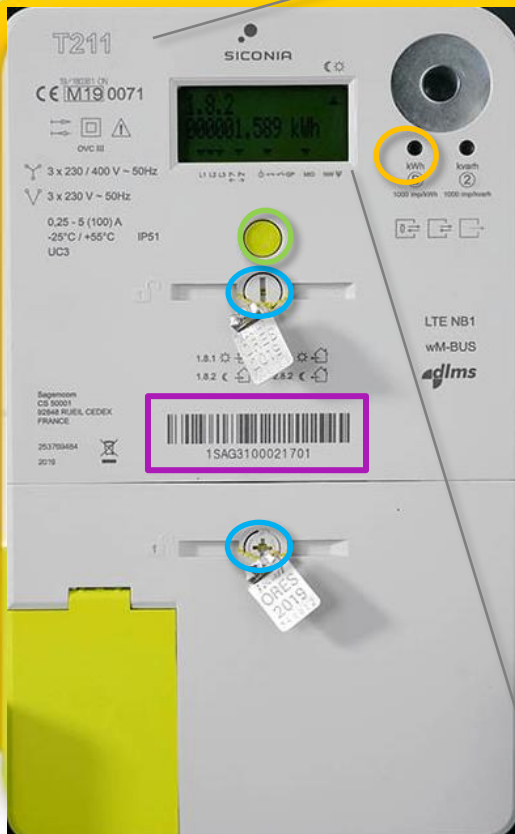 T211
SICONIA
CE M19 0071
OVC III
3 x 230 / 400 V ~ 50Hz
3 x 230 V ~ 50Hz
0,25 - 5 (100) A
-25°C / +55°C IP51
UC3
1.8.2
000001.589 kWh
L1 L2 L3 P- P+
kWh
kvarh
2
1000 imp/kWh 1000 imp/kvarh
LTE NB1
wM-BUS
dlms
1.8.1
1.8.2 2.8.2
Sagemcom
CS 50001
92848 RUEIL CEDEX
FRANCE
253769484
2019
1SAG3100021701
ORES
2019